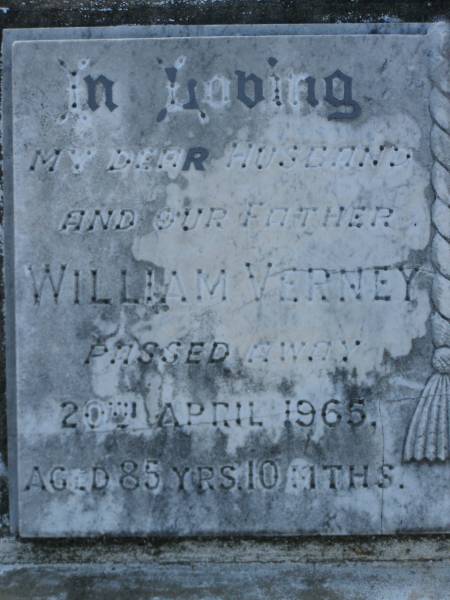 In Loving
MY DEAR HUSBAND
AND OUR FATHER.
WILLIAM VERNEY
PASSED AWAY
20TH APRIL 1965,
AGED 85 YRS. 10 MTHS.